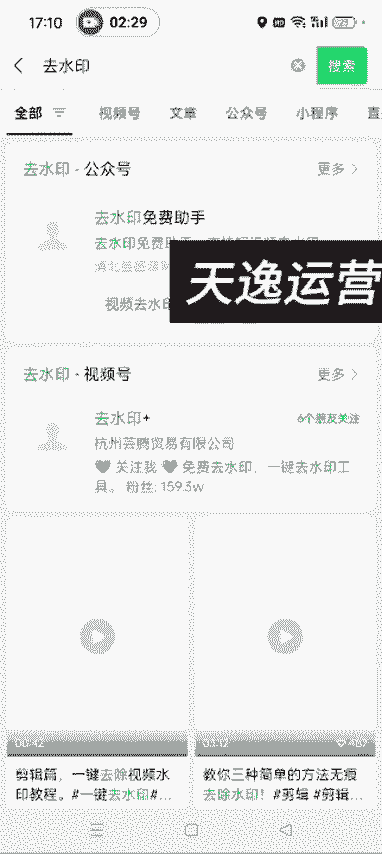 17:10 02:29
去水印 搜索
全部 视频号 文章 公众号 小程序 直
去水印 - 公众号 更多
去水印免费助手
去水印免费助手
天逸运营
视频去水印
去水印 - 视频号 更多
去水印+ 6个朋友关注
杭州芸腾贸易有限公司
关注我 免费去水印，一键去水印工
具。 粉丝: 159.3w
00:42
03:12
剪辑篇，一键去除视频水
印教程。#一键去水印#...
教你三种简单的方法无痕
去除水印！#剪辑 #剪辑...